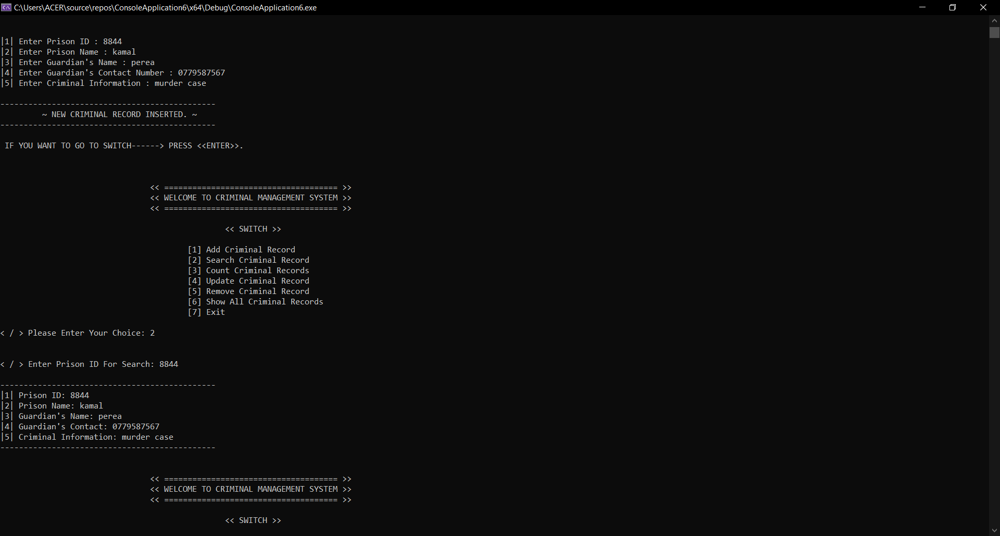 C:\Users\ACER\source\repos\ConsoleApplication6\x64\Debug\ConsoleApplication6.exe
|1| Enter Prison ID : 8844
|2| Enter Prison Name : kamal
|3| Enter Guardian's Name : perea
|4| Enter Guardian's Contact Number : 0779587567
|5| Enter Criminal Information : murder case
----------------------------------------------
~ NEW CRIMINAL RECORD INSERTED. ~
----------------------------------------------
IF YOU WANT TO GO TO SWITCH------> PRESS <<ENTER>>.
<< ===================================== >>
<< WELCOME TO CRIMINAL MANAGEMENT SYSTEM >>
<< ===================================== >>
<< SWITCH >>
[1] Add Criminal Record
[2] Search Criminal Record
[3] Count Criminal Records
[4] Update Criminal Record
[5] Remove Criminal Record
[6] Show All Criminal Records
[7] Exit
< / > Please Enter Your Choice: 2
< / > Enter Prison ID For Search: 8844
----------------------------------------------
|1| Prison ID: 8844
|2| Prison Name: kamal
|3| Guardian's Name: perea
|4| Guardian's Contact: 0779587567
|5| Criminal Information: murder case
----------------------------------------------
<< ===================================== >>
<< WELCOME TO CRIMINAL MANAGEMENT SYSTEM >>
<< ===================================== >>
<< SWITCH >>